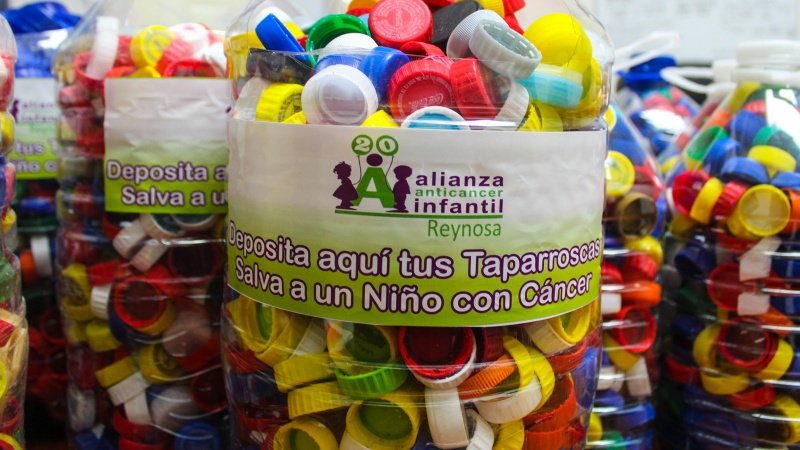 Deposita a
Salva a u
20
alianza
anticancer
infantil
Reynosa
Deposita aquí tus Taparroscas
Salva a un Niño con Cáncer